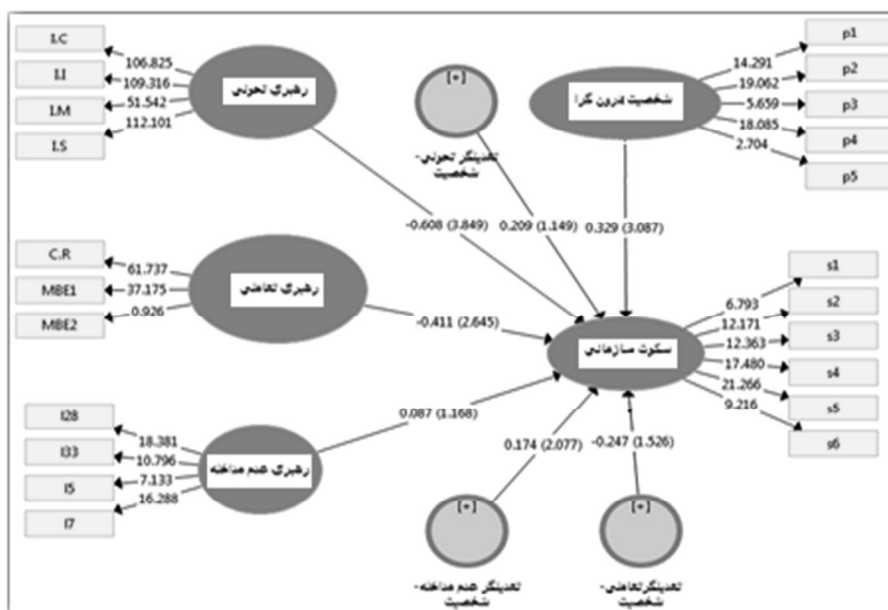 I.C
I.I
I.M
I.S
106.825
109.316
51.542
112.101
رهبری تحولی
[+]
تعدیلگر تحولی-
شخصیت
شخصیت درون گرا
14.291
19.062
5.659
18.085
2.704
p1
p2
p3
p4
p5
-0.608 (3.849)
0.209 (1.149)
0.329 (3.087)
C.R
MBE1
MBE2
61.737
37.175
0.926
رهبری تعاملی
-0.411 (2.645)
سکوت سازمانی
6.793
12.171
12.363
17.480
21.266
9.216
s1
s2
s3
s4
s5
s6
I28
I33
I5
I7
18.381
10.796
7.133
16.288
رهبری عدم مداخله
0.087 (1.168)
0.174 (2.077)
-0.247 (1.526)
[+]
تعدیلگر عدم مداخله-
شخصیت
[+]
تعدیلگر تعاملی-
شخصیت